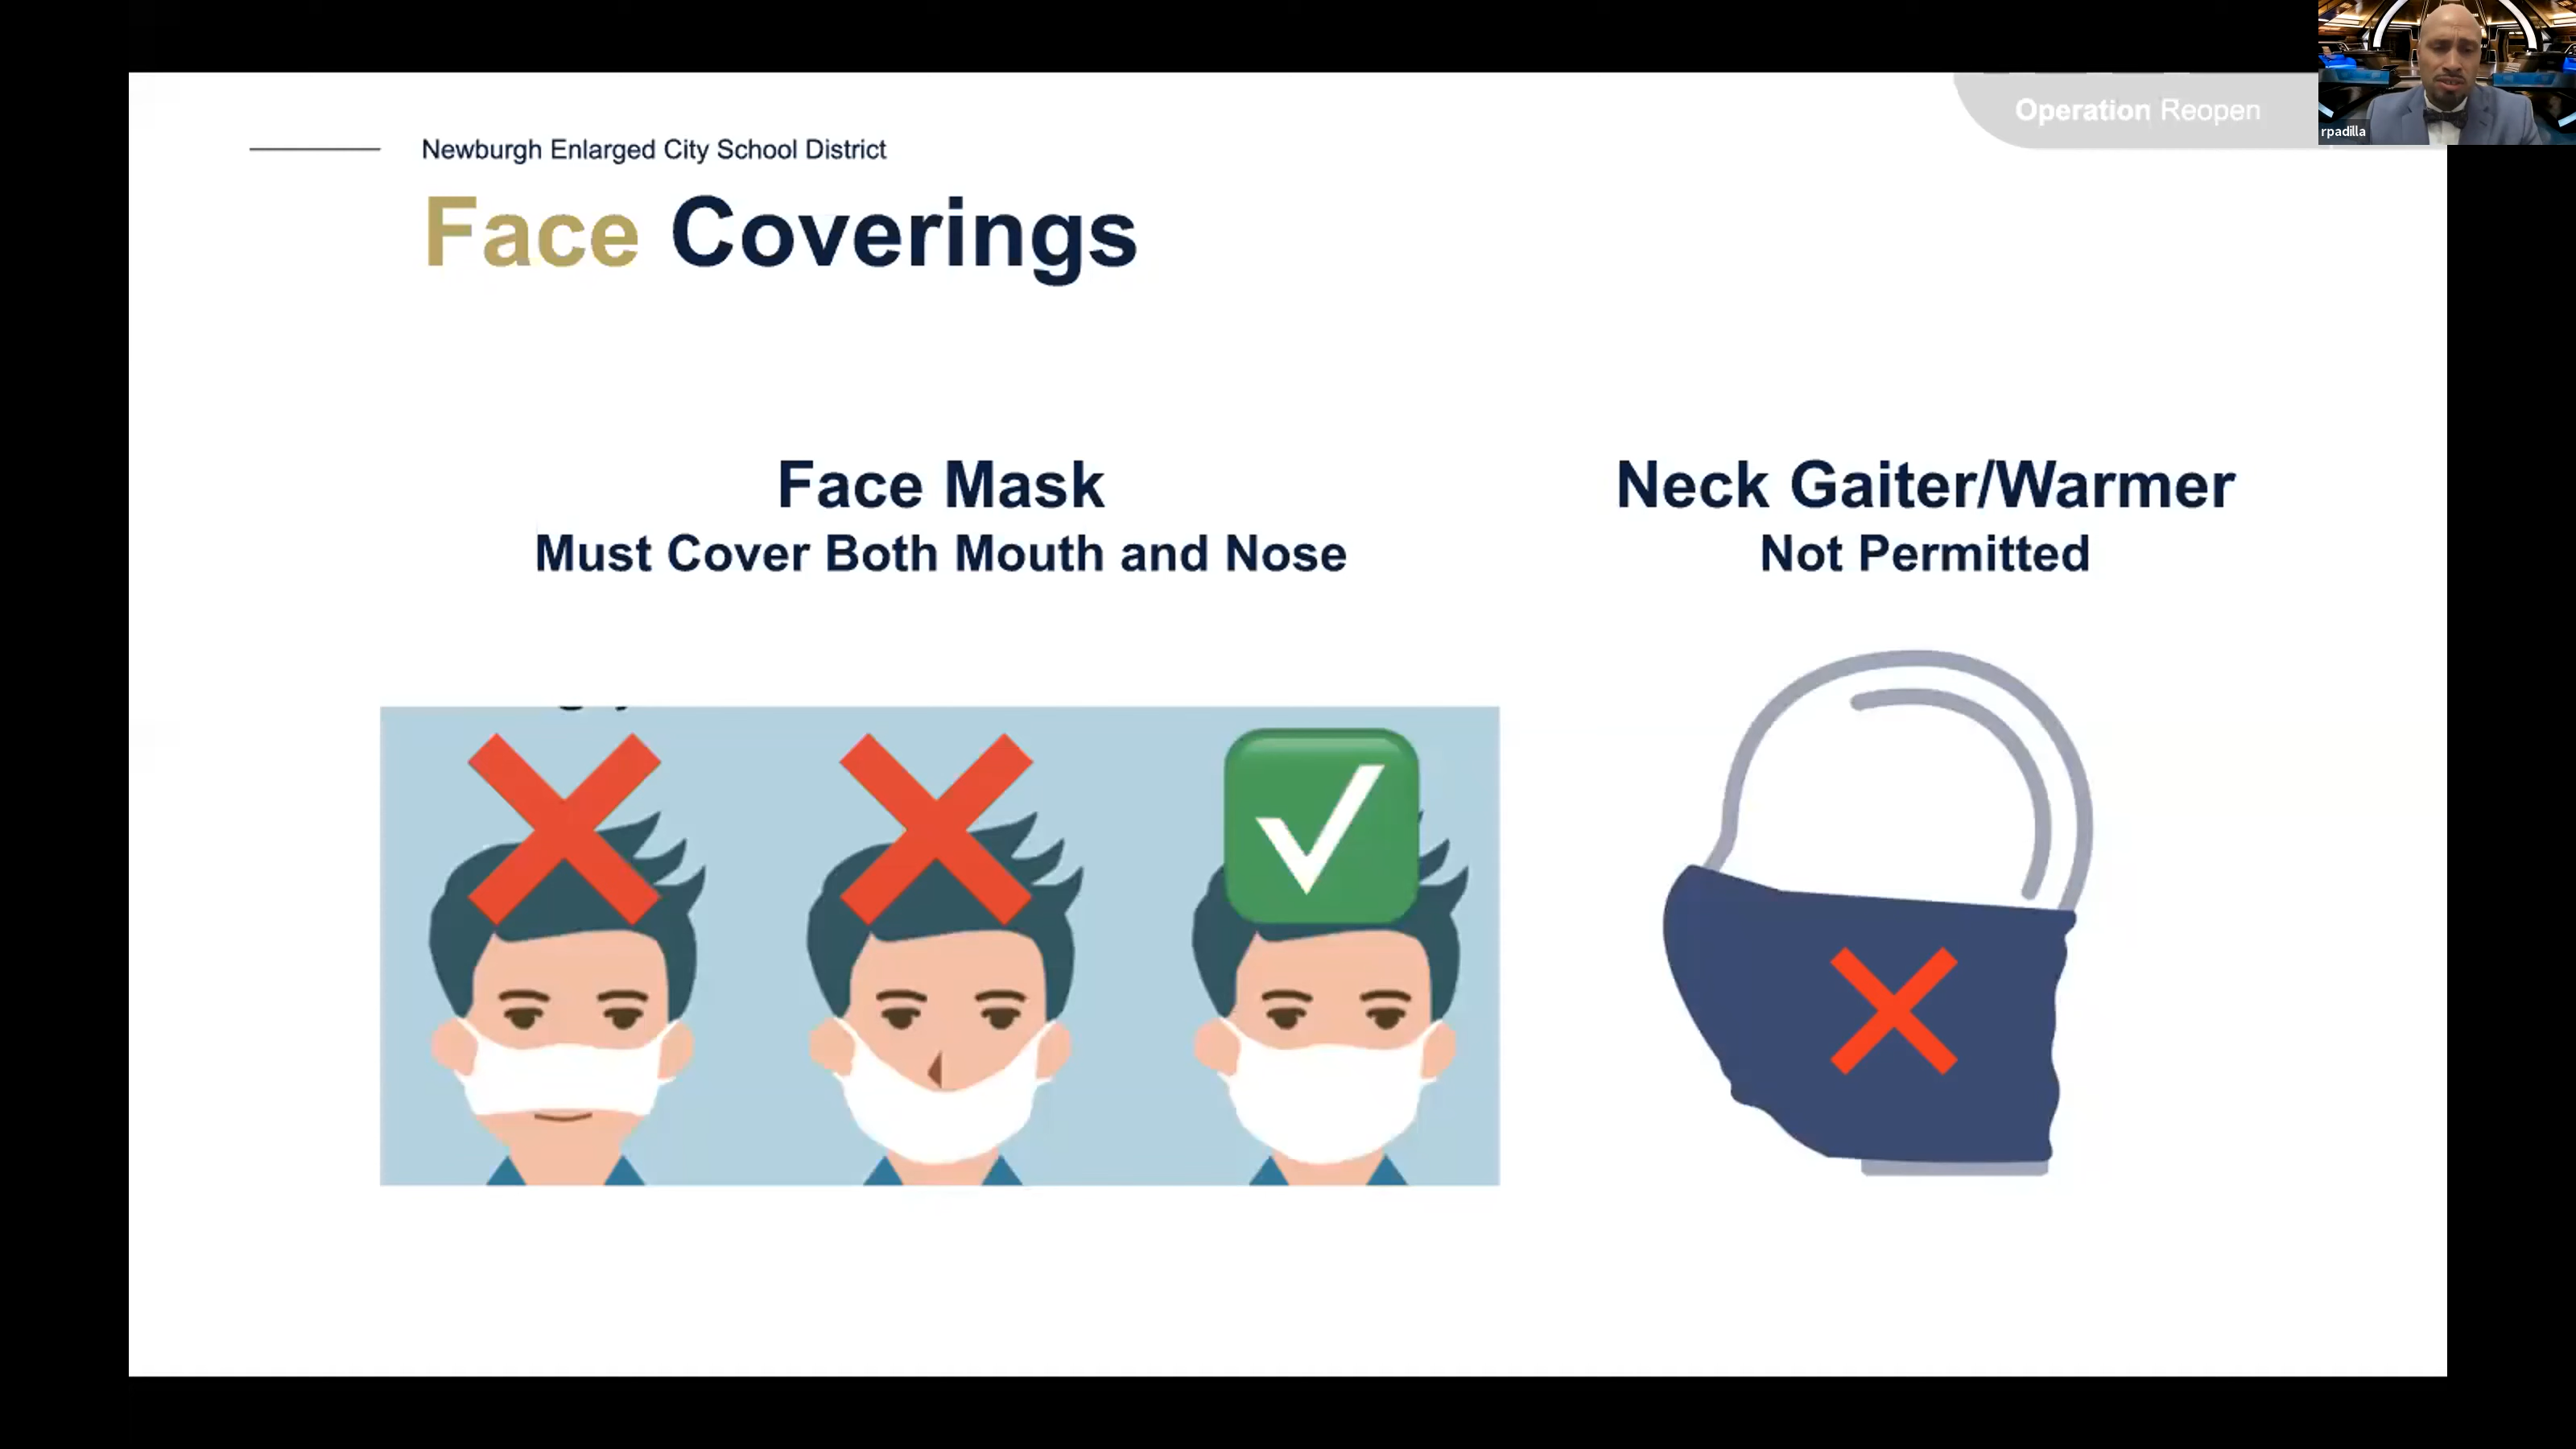 Operation Reopen
rpadilla
Newburgh Enlarged City School District
Face Coverings
Face Mask
Must Cover Both Mouth and Nose
Neck Gaiter/Warmer
Not Permitted